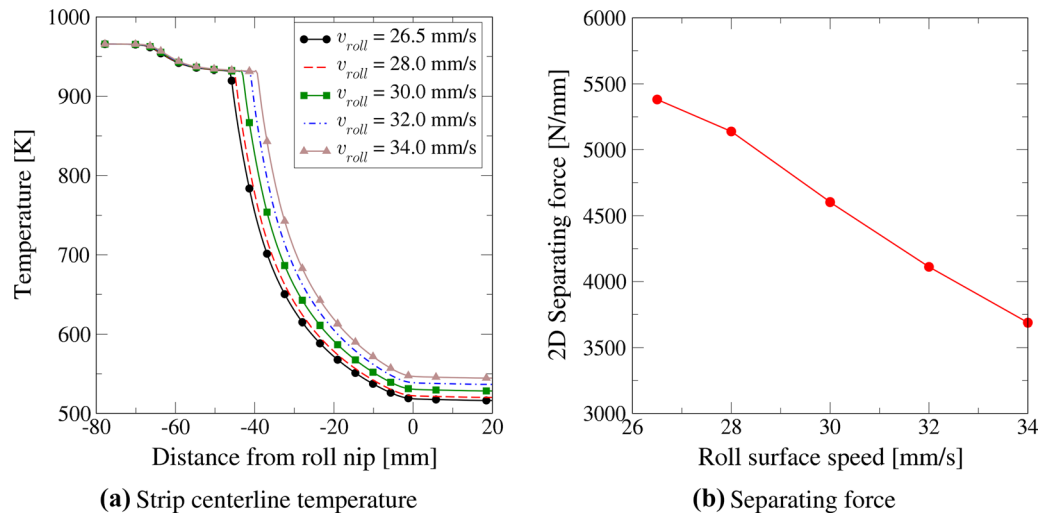 1000
900
800
700
600
500
Temperature [K]
-80
-60
-40
-20
0
20
Distance from roll nip [mm]
v_roll = 26.5 mm/s
v_roll = 28.0 mm/s
v_roll = 30.0 mm/s
v_roll = 32.0 mm/s
v_roll = 34.0 mm/s
(a) Strip centerline temperature
6000
5500
5000
4500
4000
3500
3000
2D Separating force [N/mm]
26
28
30
32
34
Roll surface speed [mm/s]
(b) Separating force